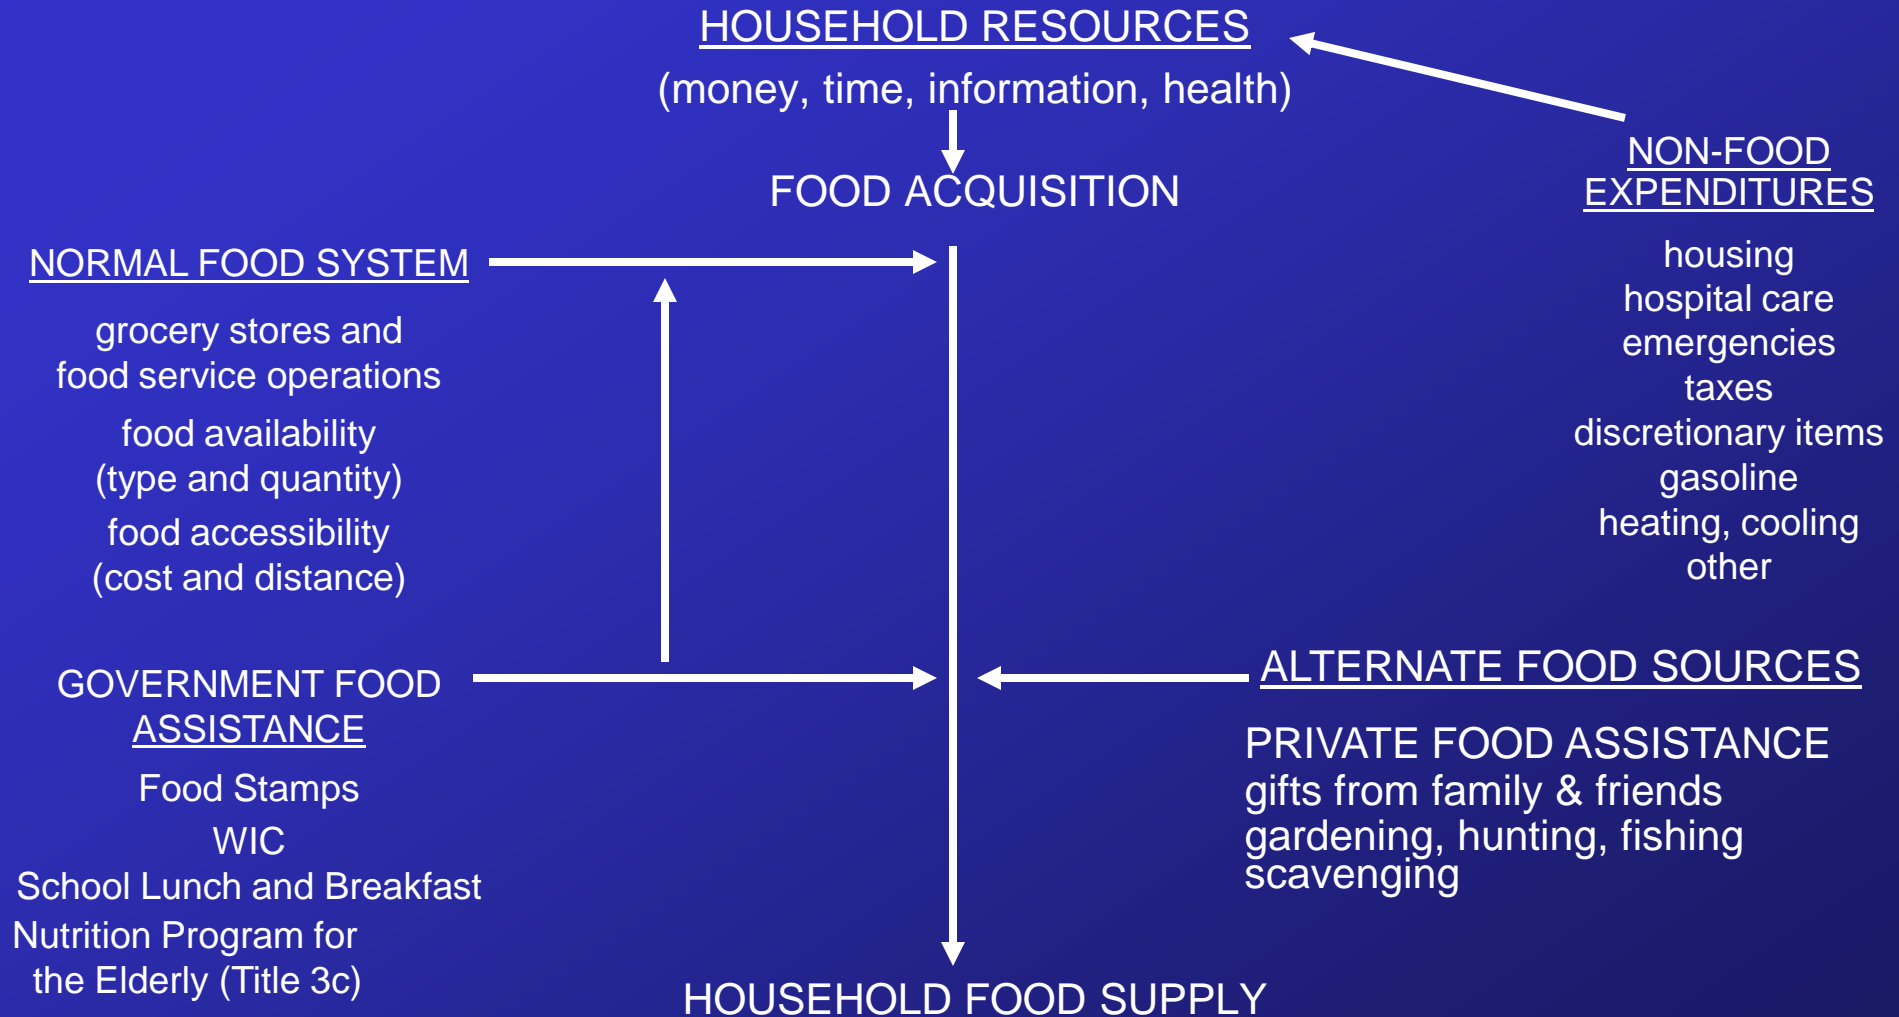 HOUSEHOLD RESOURCES
(money, time, information, health)
FOOD ACQUISITION
NON-FOOD
EXPENDITURES
housing
hospital care
emergencies
taxes
discretionary items
gasoline
heating, cooling
other
NORMAL FOOD SYSTEM
grocery stores and
food service operations
food availability
(type and quantity)
food accessibility
(cost and distance)
GOVERNMENT FOOD
ASSISTANCE
Food Stamps
WIC
School Lunch and Breakfast
Nutrition Program for
the Elderly (Title 3c)
ALTERNATE FOOD SOURCES
PRIVATE FOOD ASSISTANCE
gifts from family & friends
gardening, hunting, fishing
scavenging
HOUSEHOLD FOOD SUPPLY